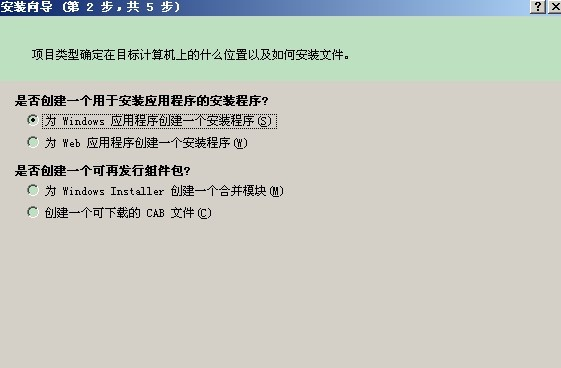 安装向导 (第 2 步，共 5 步)
项目类型确定在目标计算机上的什么位置以及如何安装文件。
是否创建一个用于安装应用程序的安装程序?
为 Windows 应用程序创建一个安装程序(S)
为 Web 应用程序创建一个安装程序(W)
是否创建一个可再发行组件包?
为 Windows Installer 创建一个合并模块(M)
创建一个可下载的 CAB 文件(C)